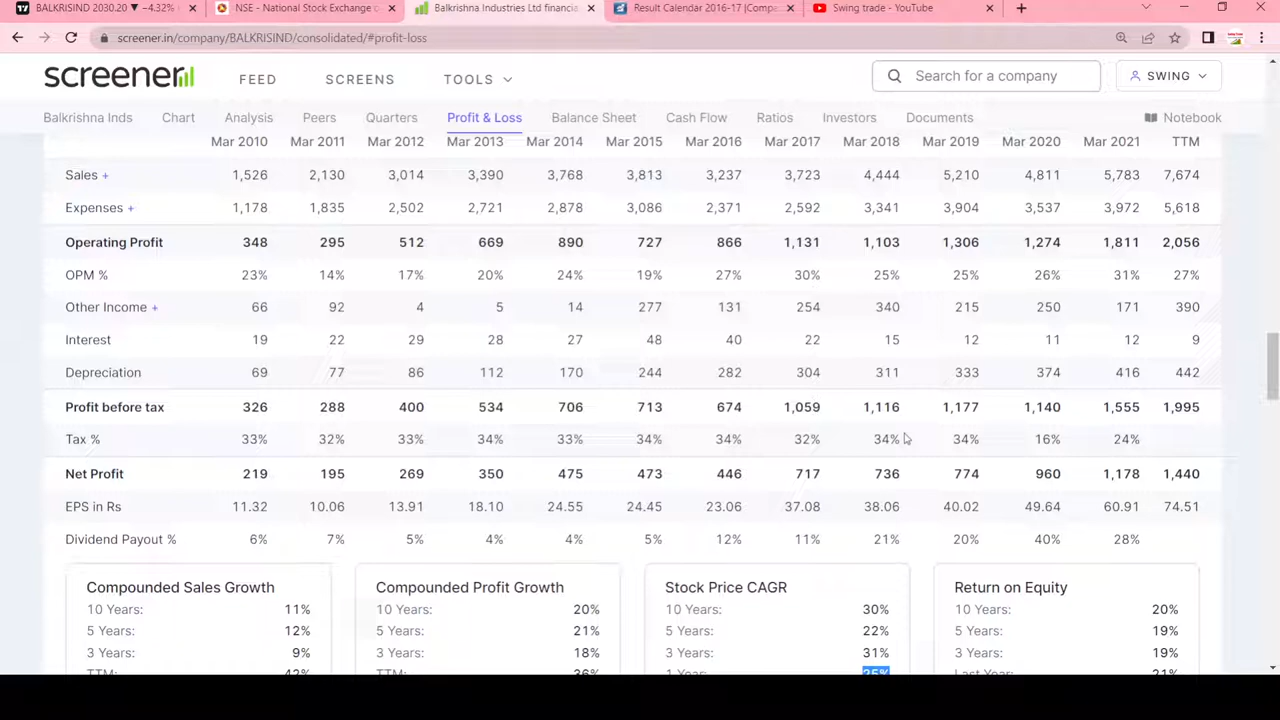 BALKRISIND 2030.20 ▼ −4.32%
NSE - National Stock Exchange o
Balkrishna Industries Ltd financia
Result Calendar 2016-17 |Compa
Swing trade - YouTube
screener.in/company/BALKRISIND/consolidated/#profit-loss
screener FEED SCREENS TOOLS Search for a company SWING
Balkrishna Inds Chart Analysis Peers Quarters Profit & Loss Balance Sheet Cash Flow Ratios Investors Documents Notebook
Mar 2010 Mar 2011 Mar 2012 Mar 2013 Mar 2014 Mar 2015 Mar 2016 Mar 2017 Mar 2018 Mar 2019 Mar 2020 Mar 2021 TTM
Sales + 1,526 2,130 3,014 3,390 3,768 3,813 3,237 3,723 4,444 5,210 4,811 5,783 7,674
Expenses + 1,178 1,835 2,502 2,721 2,878 3,086 2,371 2,592 3,341 3,904 3,537 3,972 5,618
Operating Profit 348 295 512 669 890 727 866 1,131 1,103 1,306 1,274 1,811 2,056
OPM % 23% 14% 17% 20% 24% 19% 27% 30% 25% 25% 26% 31% 27%
Other Income + 66 92 4 5 14 277 131 254 340 215 250 171 390
Interest 19 22 29 28 27 48 40 22 15 12 11 12 9
Depreciation 69 77 86 112 170 244 282 304 311 333 374 416 442
Profit before tax 326 288 400 534 706 713 674 1,059 1,116 1,177 1,140 1,555 1,995
Tax % 33% 32% 33% 34% 33% 34% 34% 32% 34% 34% 16% 24%
Net Profit 219 195 269 350 475 473 446 717 736 774 960 1,178 1,440
EPS in Rs 11.32 10.06 13.91 18.10 24.55 24.45 23.06 37.08 38.06 40.02 49.64 60.91 74.51
Dividend Payout % 6% 7% 5% 4% 4% 5% 12% 11% 21% 20% 40% 28%
Compounded Sales Growth Compounded Profit Growth Stock Price CAGR Return on Equity
10 Years: 11% 10 Years: 20% 10 Years: 30% 10 Years: 20%
5 Years: 12% 5 Years: 21% 5 Years: 22% 5 Years: 19%
3 Years: 9% 3 Years: 18% 3 Years: 31% 3 Years: 19%
TTM: 42% TTM: 36% 1 Year: Last Year: 21%